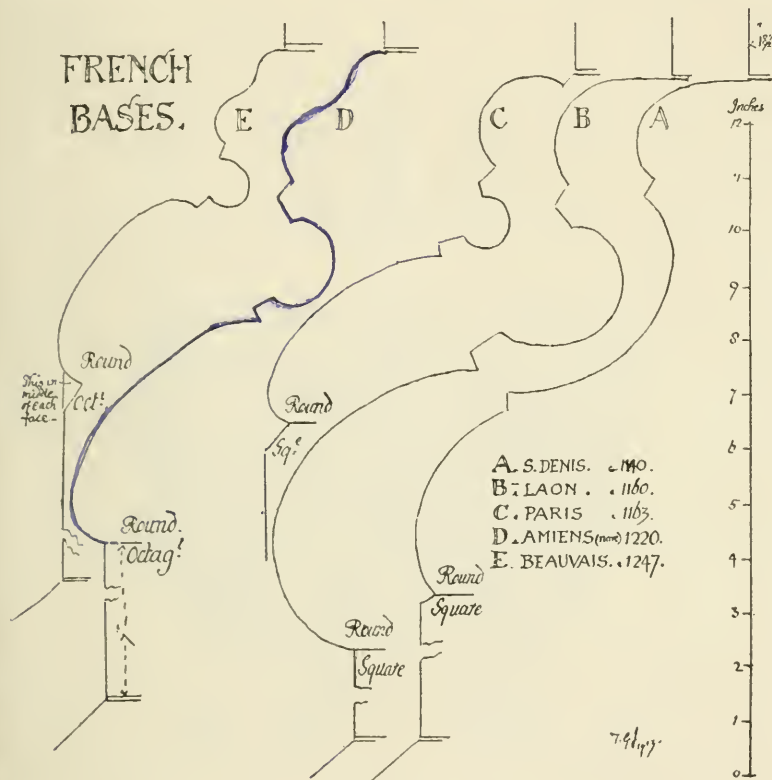 FRENCH
BASES.
E
D
C
B
A
Inches
12
11
10
9
8
7
6
5
4
3
2
1
0
Round
This in
middle
of each
face
Oct!
Round
Sq.e
A. S. DENIS. c.1140.
B. LAON. c.1160.
C. PARIS c.1163.
D. AMIENS (nave) 1220.
E. BEAUVAIS. c.1247.
Round.
Octag!
Round
Square
Round
Square